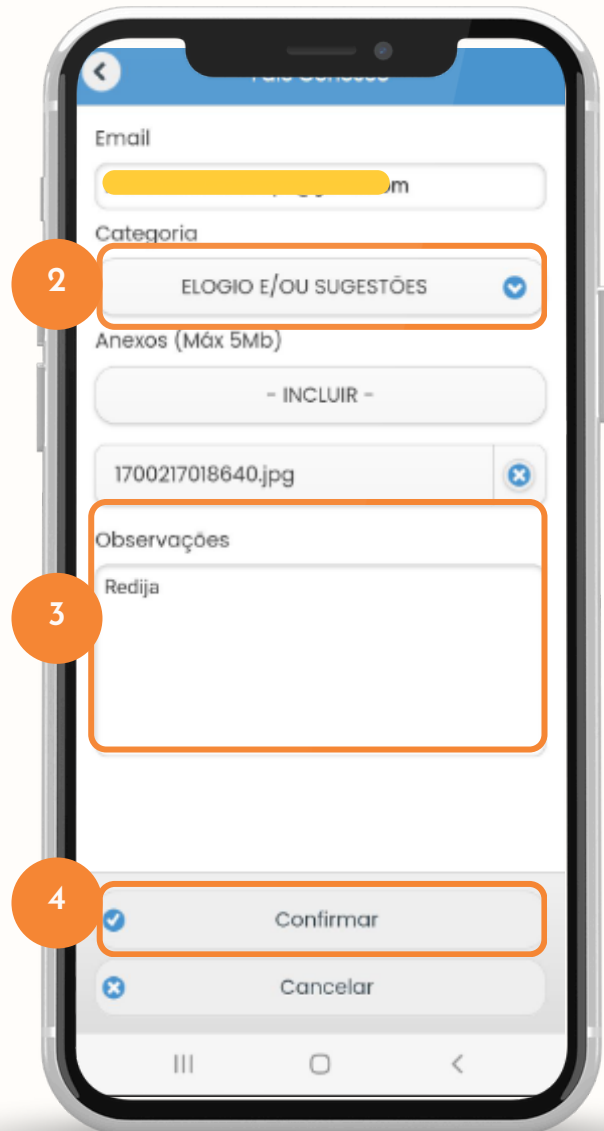 Email
m
Categoria
2
ELOGIO E/OU SUGESTÕES
Anexos (Máx 5Mb)
- INCLUIR -
1700217018640.jpg
Observações
3
Redija
4
Confirmar
Cancelar